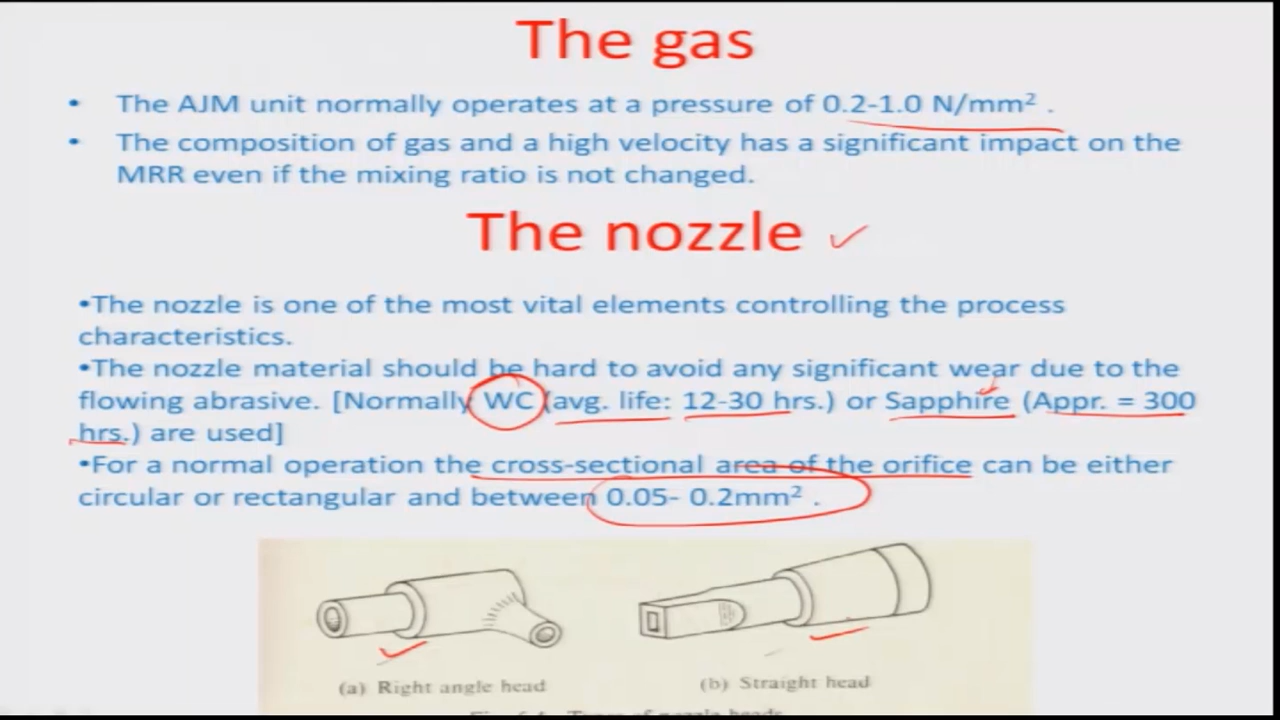 The gas
• The AJM unit normally operates at a pressure of 0.2-1.0 N/mm² .
• The composition of gas and a high velocity has a significant impact on the
MRR even if the mixing ratio is not changed.
The nozzle
•The nozzle is one of the most vital elements controlling the process
characteristics.
•The nozzle material should be hard to avoid any significant wear due to the
flowing abrasive. [Normally WC (avg. life: 12-30 hrs.) or Sapphire (Appr. = 300
hrs.) are used]
•For a normal operation the cross-sectional area of the orifice can be either
circular or rectangular and between 0.05- 0.2mm² .
(a) Right angle head
(b) Straight head